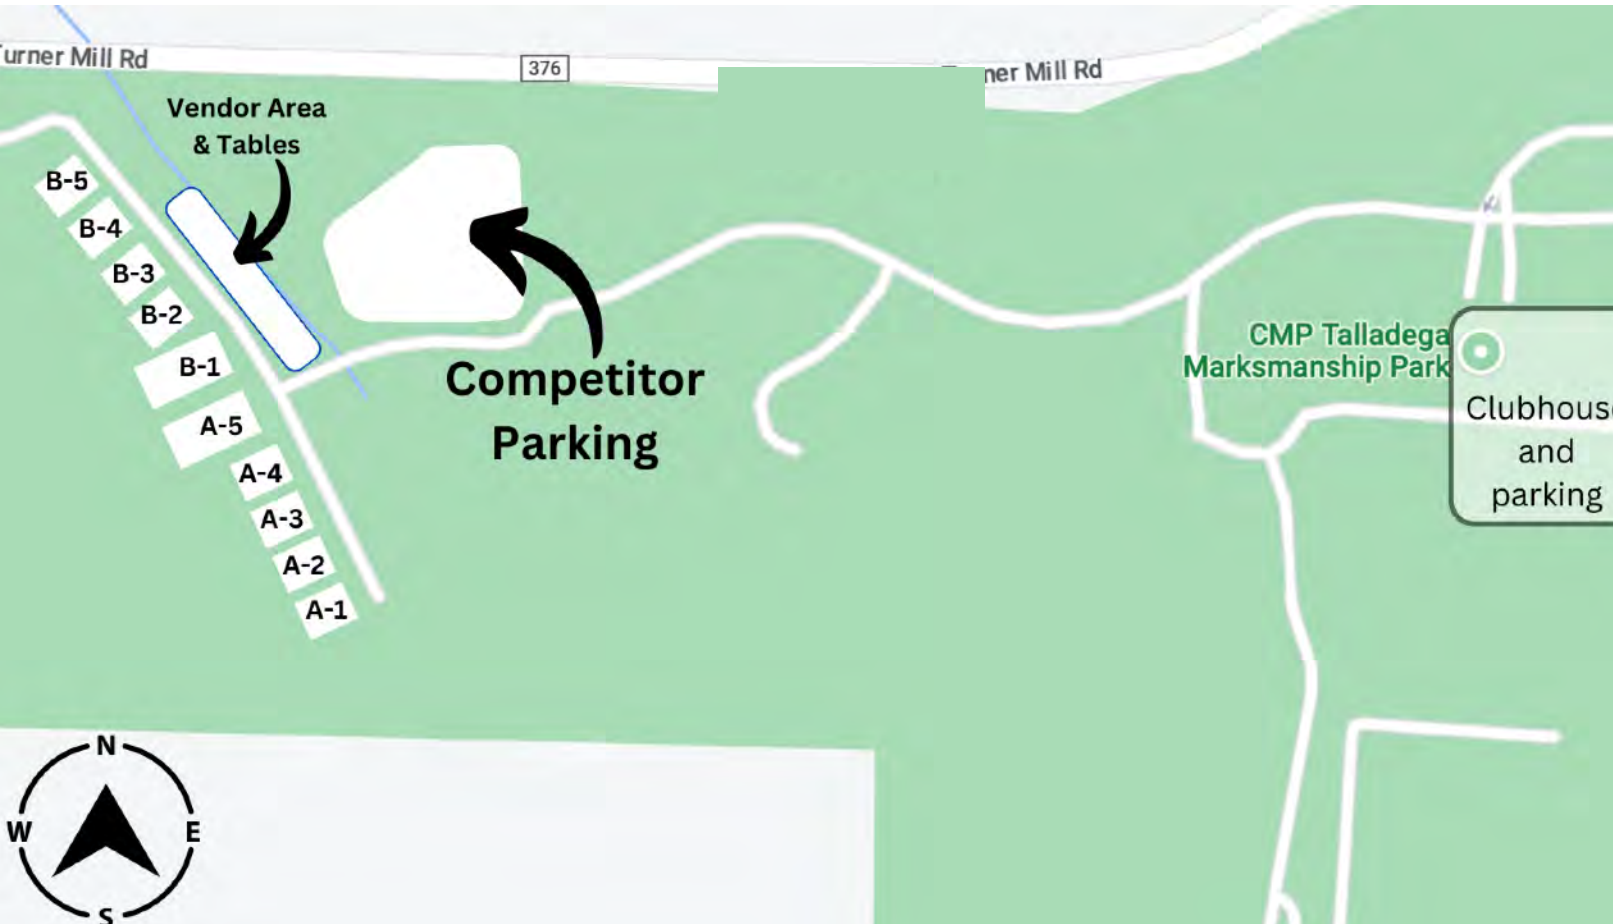 urner Mill Rd
376
ner Mill Rd
Vendor Area
& Tables
B-5
B-4
B-3
B-2
B-1
A-5
A-4
A-3
A-2
A-1
Competitor
Parking
CMP Talladega
Marksmanship Park
Clubhouse
and
parking
N
W
E
S